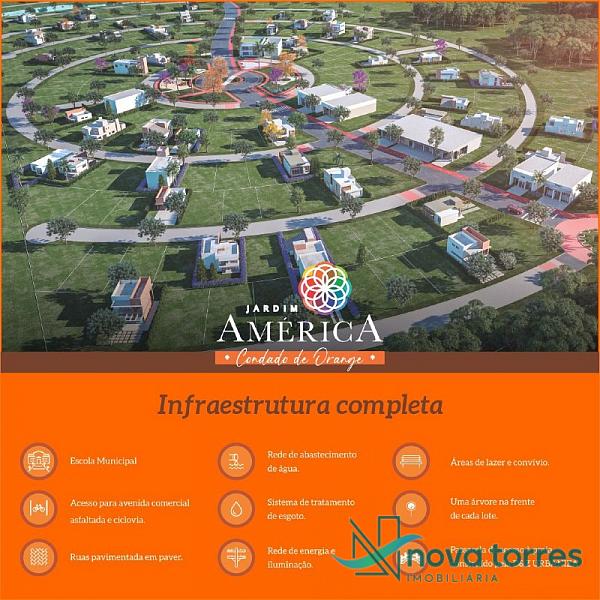 JARDIM
AMÉRICA
Condado de Orange
Infraestrutura completa
Escola Municipal
Rede de abastecimento
de água.
Áreas de lazer e convívio.
Acesso para avenida comercial
asfaltada e ciclovia.
Sistema de tratamento
de esgoto.
Uma árvore na frente
de cada lote.
Ruas pavimentada em paver.
Rede de energia e
iluminação.
nova torres
IMOBILIÁRIA